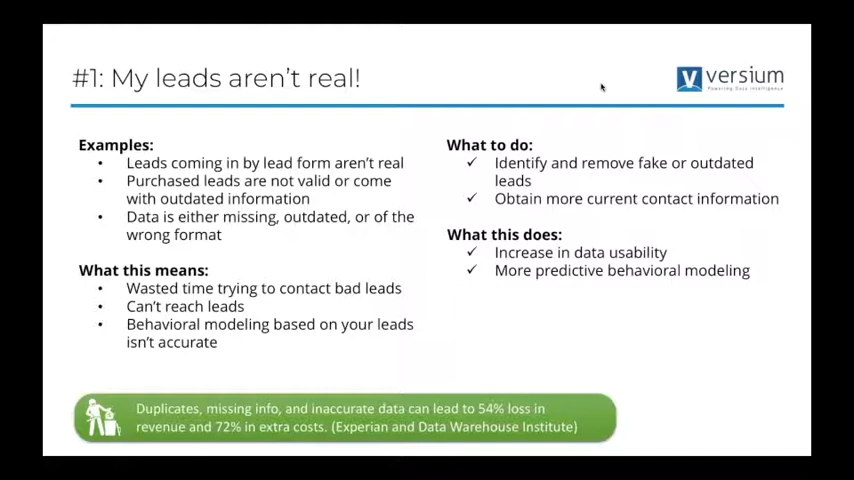 #1: My leads aren't real!
versium
Powering Data Intelligence
Examples:
• Leads coming in by lead form aren't real
• Purchased leads are not valid or come
with outdated information
• Data is either missing, outdated, or of the
wrong format
What this means:
• Wasted time trying to contact bad leads
• Can't reach leads
• Behavioral modeling based on your leads
isn't accurate
What to do:
✓ Identify and remove fake or outdated
leads
✓ Obtain more current contact information
What this does:
✓ Increase in data usability
✓ More predictive behavioral modeling
Duplicates, missing info, and inaccurate data can lead to 54% loss in
revenue and 72% in extra costs. (Experian and Data Warehouse Institute)